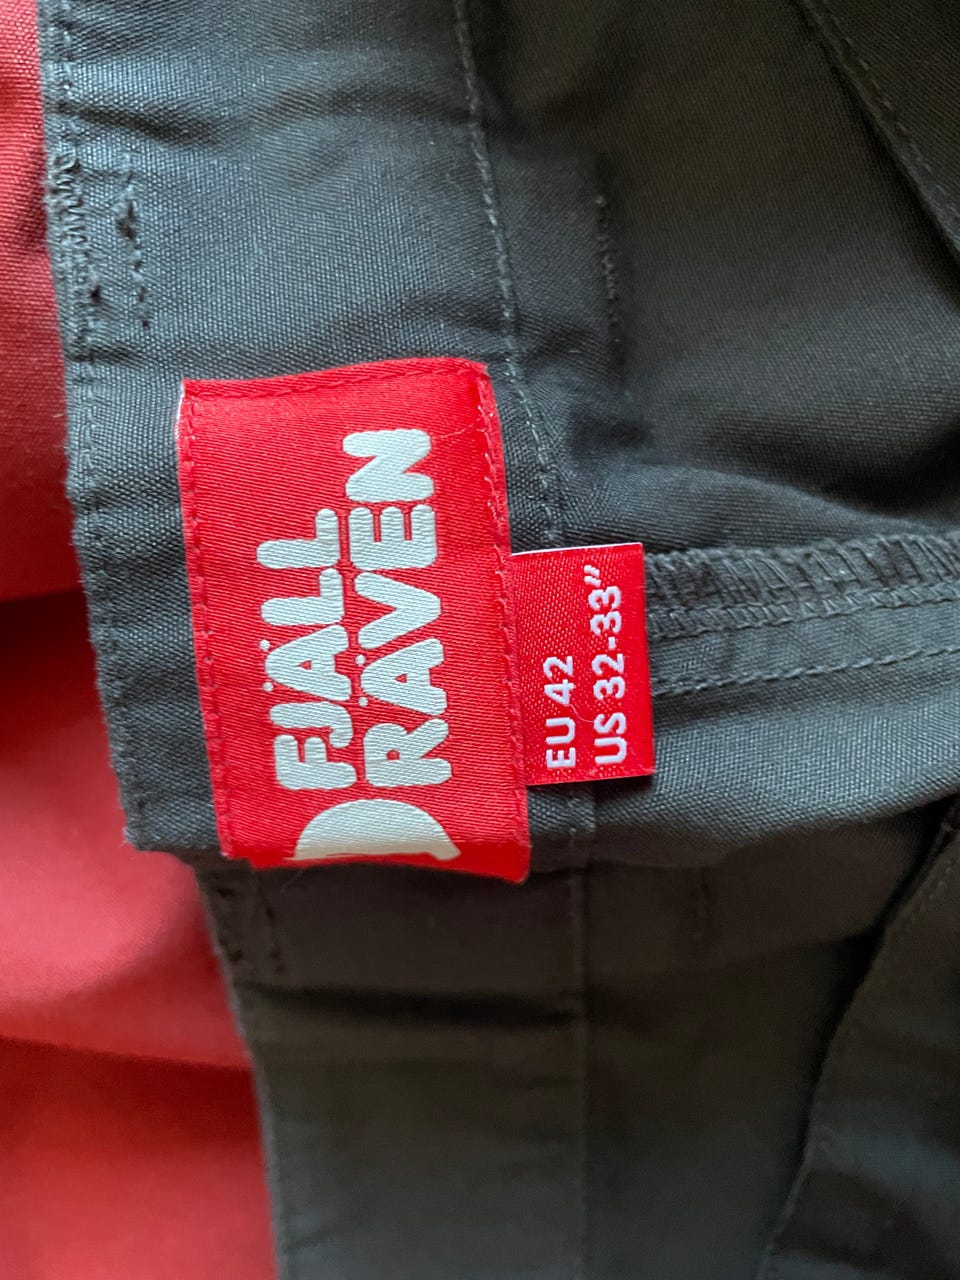 FJÄLL
RÄVEN
EU 42
US 32-33"